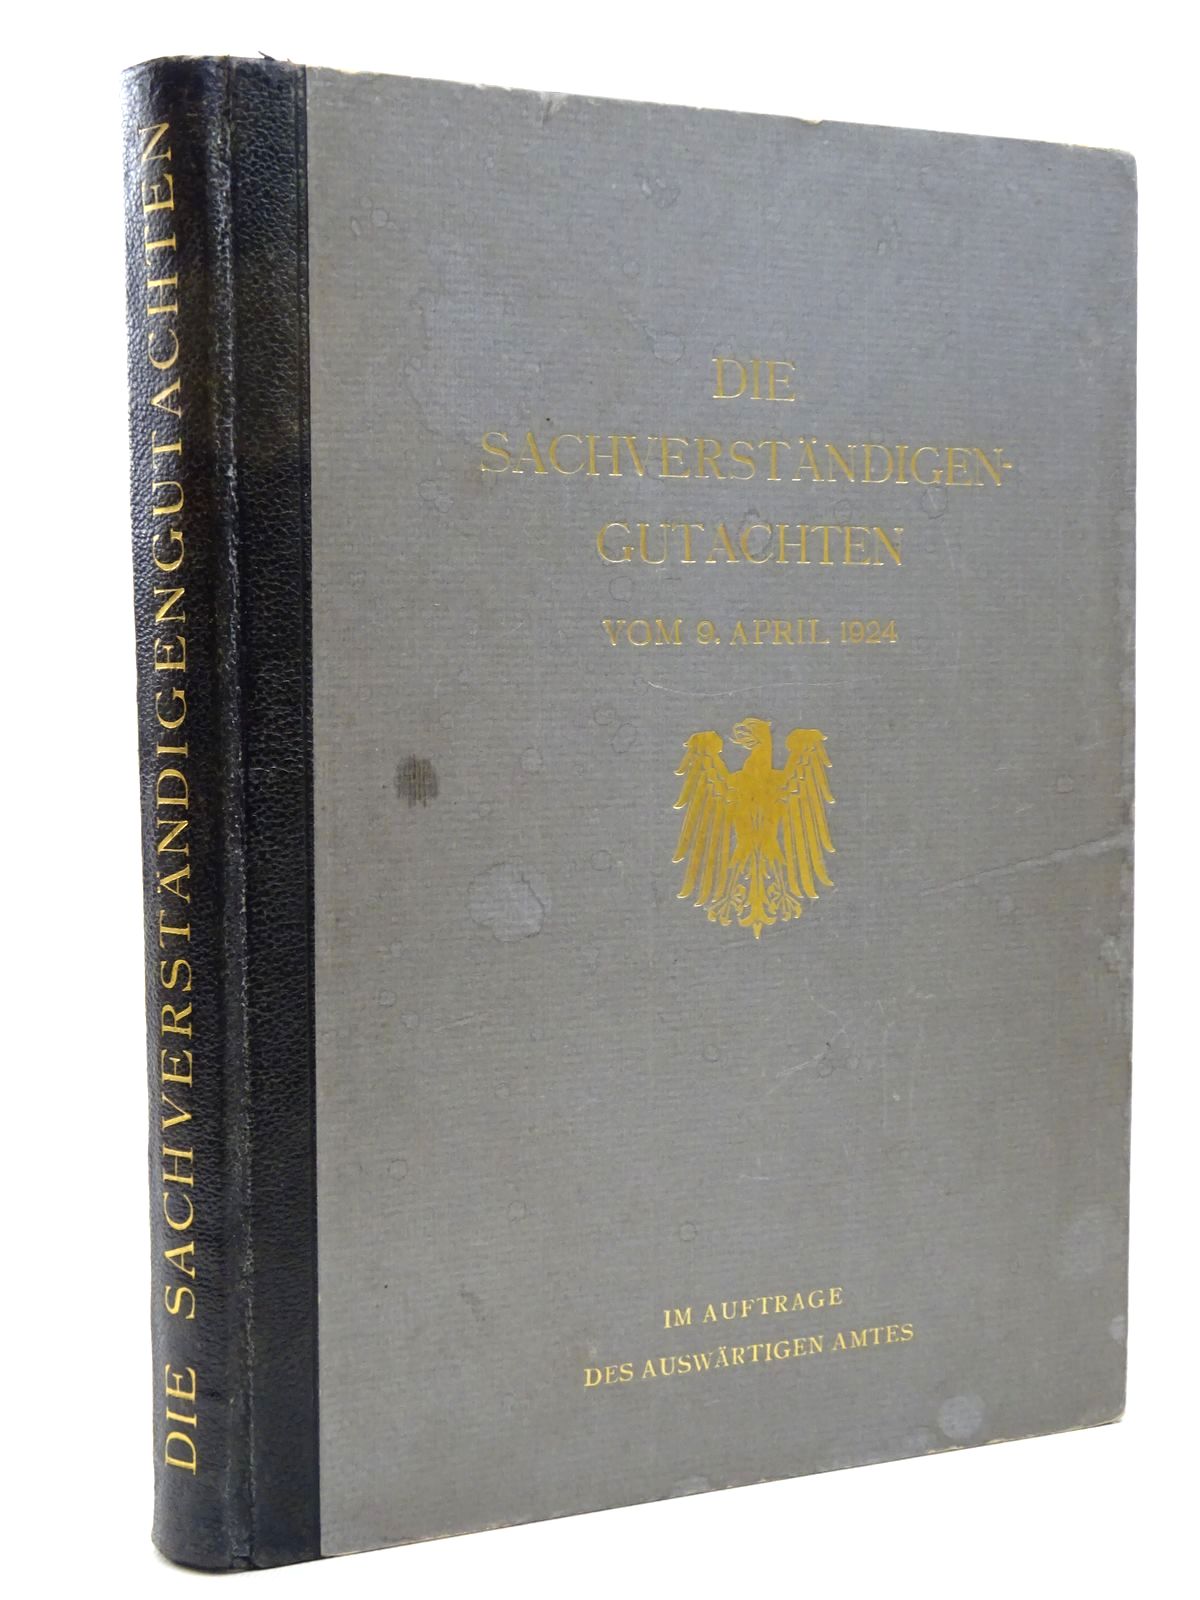 DIE SACHVERSTÄNDIGENGUTACHTEN
DIE
SACHVERSTÄNDIGEN-
GUTACHTEN
VOM 9. APRIL 1924
IM AUFTRAGE
DES AUSWÄRTIGEN AMTES